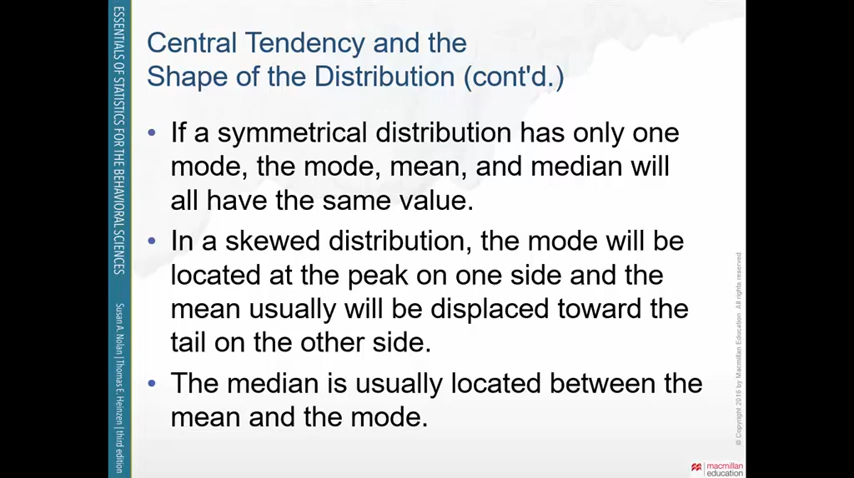 Central Tendency and the
Shape of the Distribution (cont'd.)
• If a symmetrical distribution has only one
mode, the mode, mean, and median will
all have the same value.
• In a skewed distribution, the mode will be
located at the peak on one side and the
mean usually will be displaced toward the
tail on the other side.
• The median is usually located between the
mean and the mode.
ESSENTIALS OF STATISTICS FOR THE BEHAVIORAL SCIENCES
Susan A. Nolan | Thomas E. Heinzen | third edition
© Copyright 2016 by Macmillan Education All rights reserved
macmillan
education